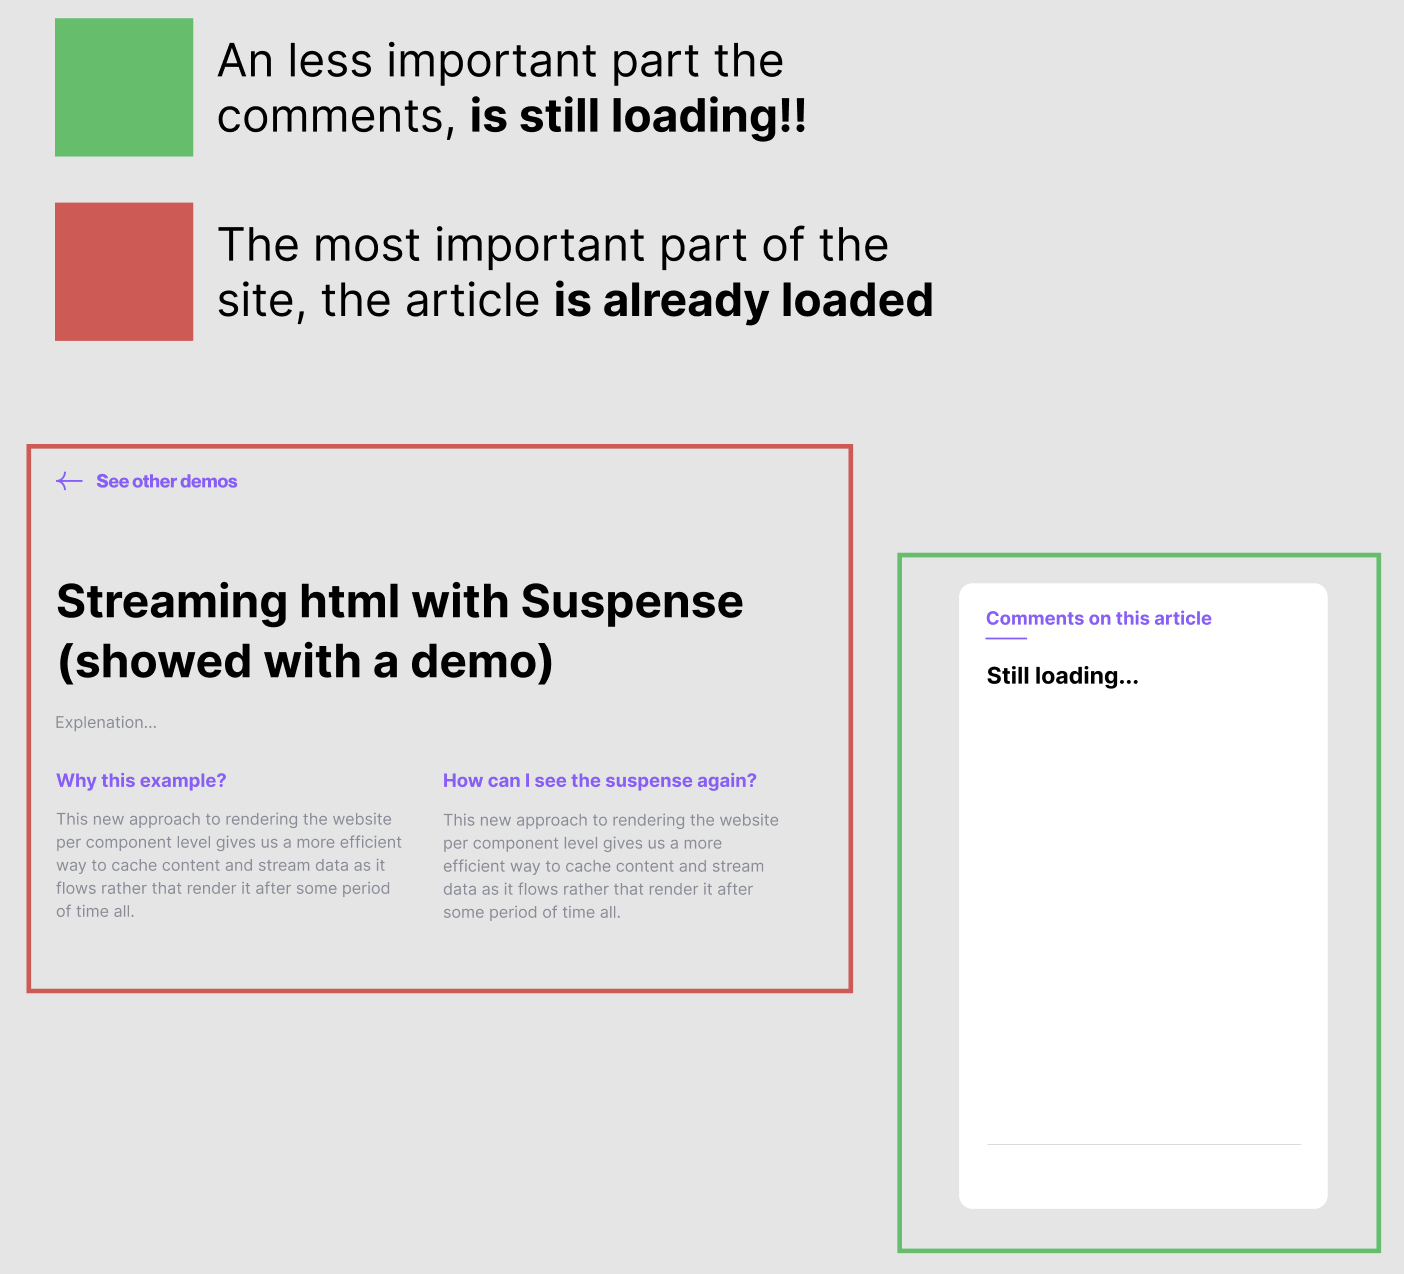 An less important part the
comments, is still loading!!
The most important part of the
site, the article is already loaded
See other demos
Streaming html with Suspense
(showed with a demo)
Explenation...
Why this example?
This new approach to rendering the website
per component level gives us a more efficient
way to cache content and stream data as it
flows rather that render it after some period
of time all.
How can I see the suspense again?
This new approach to rendering the website
per component level gives us a more
efficient way to cache content and stream
data as it flows rather that render it after
some period of time all.
Comments on this article
Still loading...